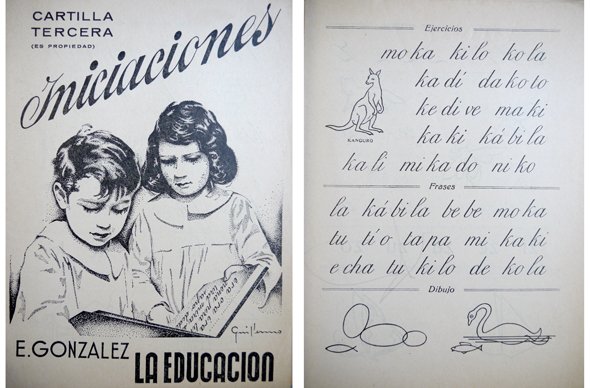 CARTILLA
TERCERA
(ES PROPIEDAD)
Iniciaciones
Guillermo
E. GONZALEZ
LA EDUCACION
Ejercicios
mo ka ki lo ko la
ka dí da ko to
ke di ve ma ki
KANGURO
ka ki ká bi la
ka lí mi ka do ni ko
Frases
la ká bi la be be mo ka
tu tí o ta pa mi ka ki
e cha tu ki lo de ko la
Dibujo